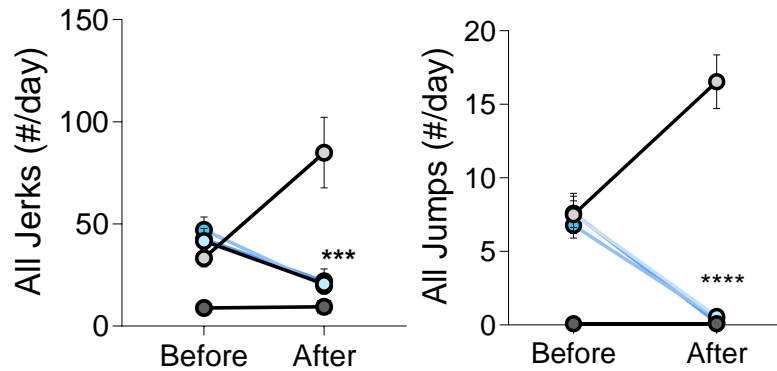 All Jerks (#/day)
150
100
50
0
***
Before
After
All Jumps (#/day)
20
15
10
5
0
****
Before
After